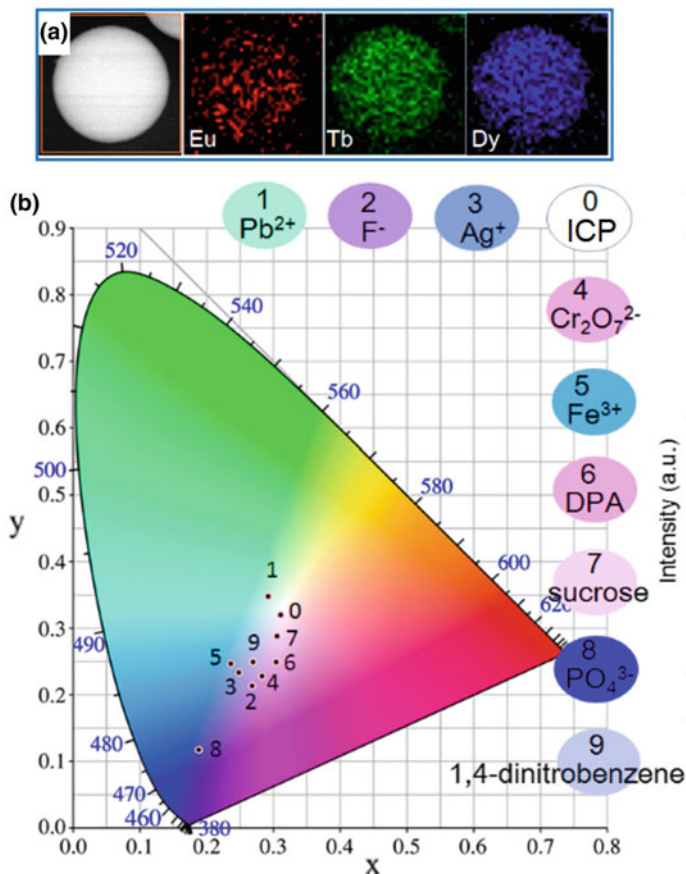 (a)
Eu
Tb
Dy
(b)
1
Pb²⁺
2
F⁻
3
Ag⁺
0
ICP
4
Cr₂O₇²⁻
5
Fe³⁺
6
DPA
7
sucrose
8
PO₄³⁻
9
1,4-dinitrobenzene
Intensity (a.u.)
y
0.9
0.8
0.7
0.6
0.5
0.4
0.3
0.2
0.1
0.0
520
540
560
580
600
620
500
490
480
470
460
380
1
0
7
9
6
5
4
3
2
8
0.0 0.1 0.2 0.3 0.4 0.5 0.6 0.7 0.8
x